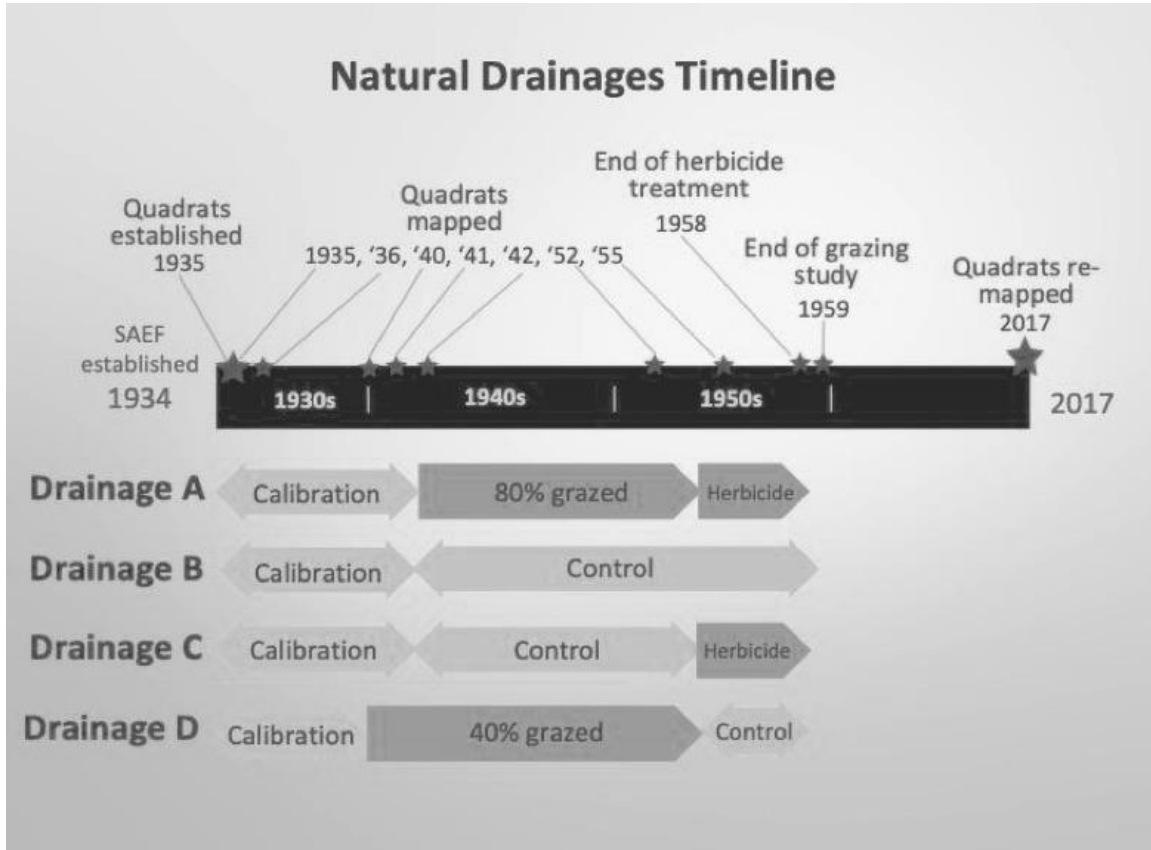 Natural Drainages Timeline
Quadrats
established
1935
Quadrats
mapped
1935, ‘36, ‘40, ‘41, ‘42, ‘52, ‘55
End of herbicide
treatment
1958
End of grazing
study
1959
Quadrats re-
mapped
2017
SAEF
established
1934
1930s | 1940s | 1950s |
2017
Drainage A Calibration 80% grazed Herbicide
Drainage B Calibration Control
Drainage C Calibration Control Herbicide
Drainage D Calibration 40% grazed Control